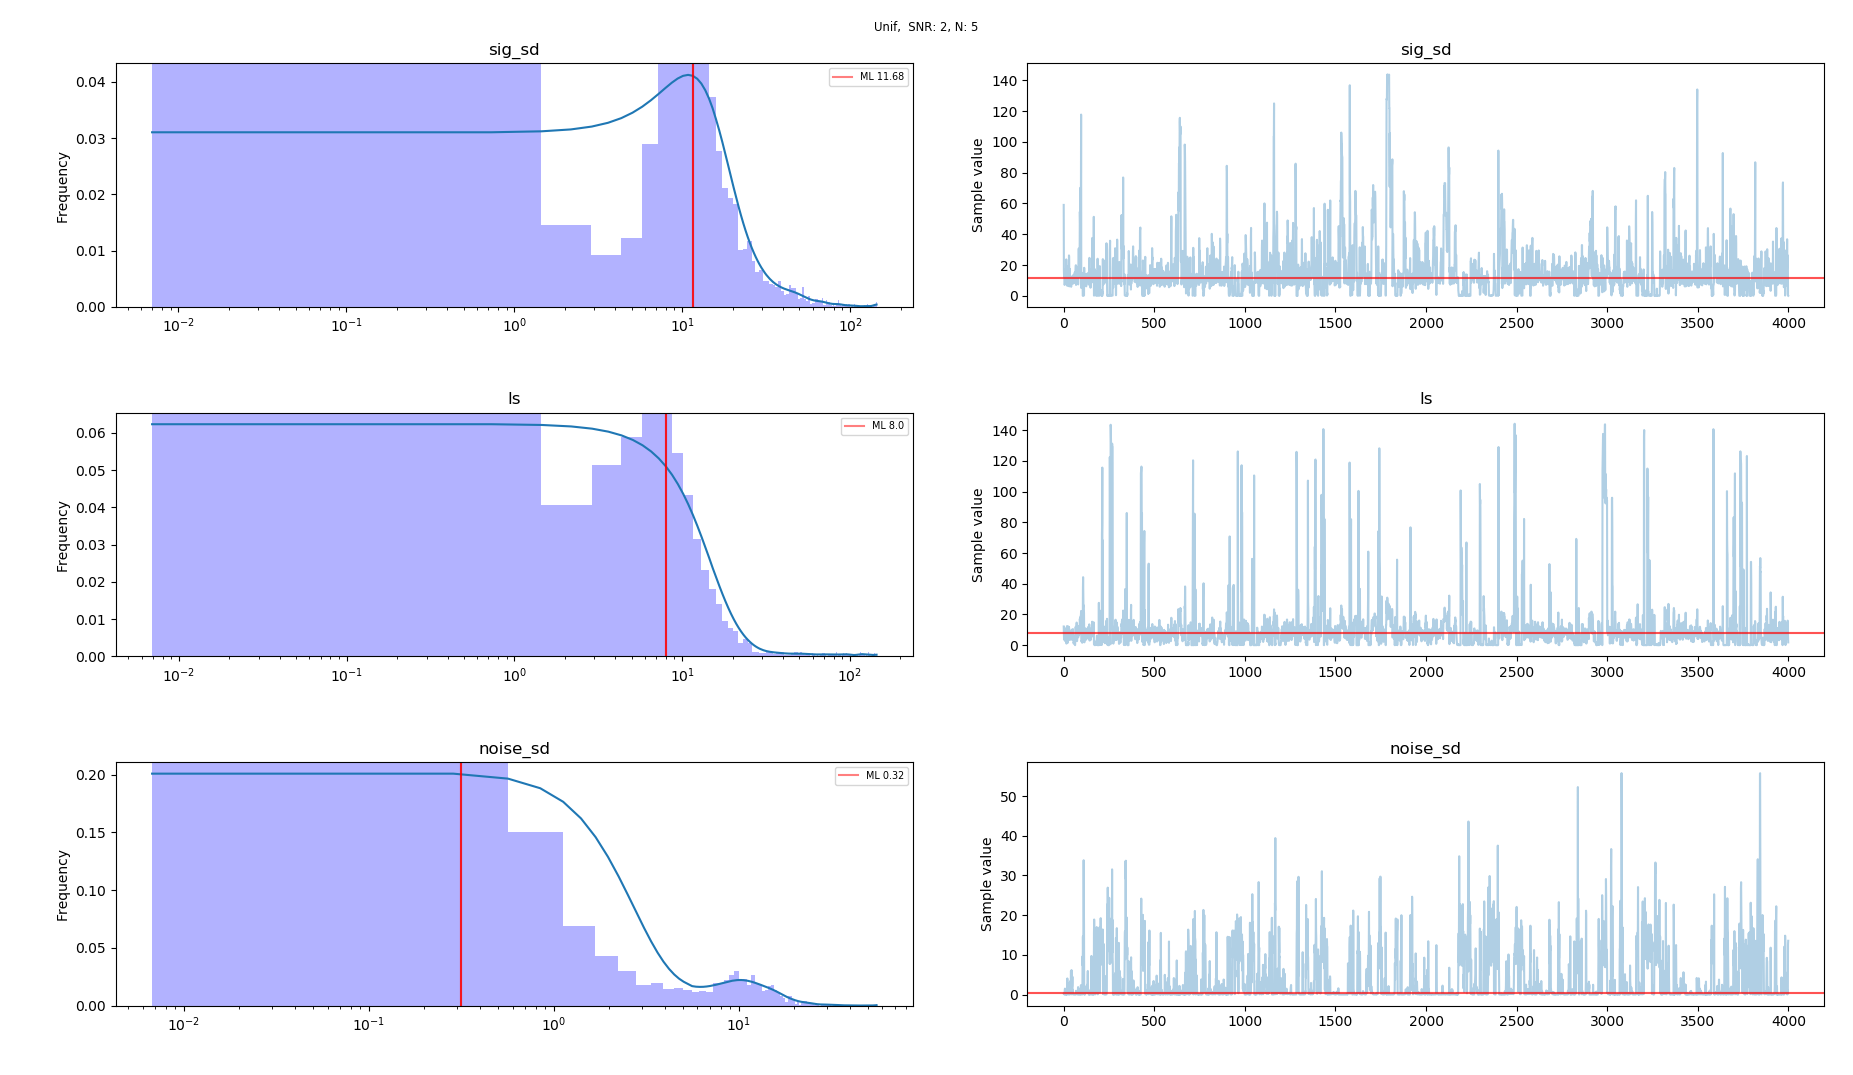 Unif,  SNR: 2, N: 5
sig_sd
Frequency
0.04
0.03
0.02
0.01
0.00
ML 11.68
10⁻² 10⁻¹ 10⁰ 10¹ 10²
sig_sd
Sample value
140
120
100
80
60
40
20
0
0 500 1000 1500 2000 2500 3000 3500 4000
ls
Frequency
0.06
0.05
0.04
0.03
0.02
0.01
0.00
ML 8.0
10⁻² 10⁻¹ 10⁰ 10¹ 10²
ls
Sample value
140
120
100
80
60
40
20
0
0 500 1000 1500 2000 2500 3000 3500 4000
noise_sd
Frequency
0.20
0.15
0.10
0.05
0.00
ML 0.32
10⁻² 10⁻¹ 10⁰ 10¹
noise_sd
Sample value
50
40
30
20
10
0
0 500 1000 1500 2000 2500 3000 3500 4000